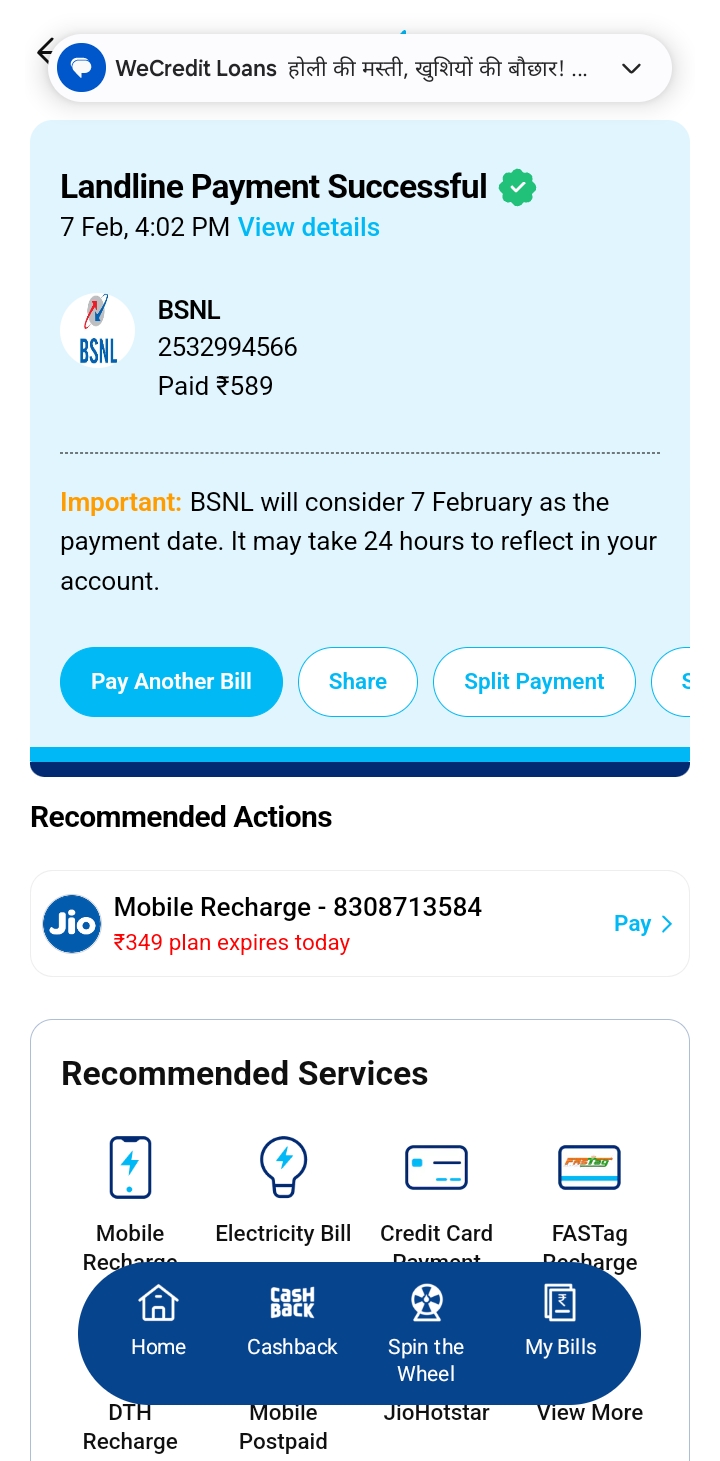 WeCredit Loans होली की मस्ती, खुशियों की बौछार! ...
Landline Payment Successful
7 Feb, 4:02 PM View details
BSNL
BSNL
2532994566
Paid ₹589
Important: BSNL will consider 7 February as the
payment date. It may take 24 hours to reflect in your
account.
Pay Another Bill Share Split Payment S
Recommended Actions
Jio
Mobile Recharge - 8308713584
₹349 plan expires today
Pay
Recommended Services
FASTag
Mobile Electricity Bill Credit Card FASTag
Recharge Payment Recharge
CASH
BACK
Home Cashback Spin the My Bills
Wheel
DTH Mobile JioHotstar View More
Recharge Postpaid